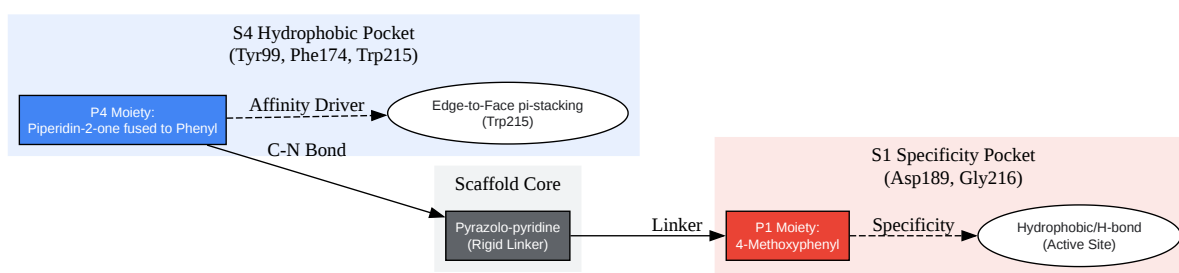 S4 Hydrophobic Pocket
(Tyr99, Phe174, Trp215)
P4 Moiety:
Piperidin-2-one fused to Phenyl
Affinity Driver
Edge-to-Face pi-stacking
(Trp215)
C-N Bond
Scaffold Core
Pyrazolo-pyridine
(Rigid Linker)
Linker
S1 Specificity Pocket
(Asp189, Gly216)
P1 Moiety:
4-Methoxyphenyl
Specificity
Hydrophobic/H-bond
(Active Site)